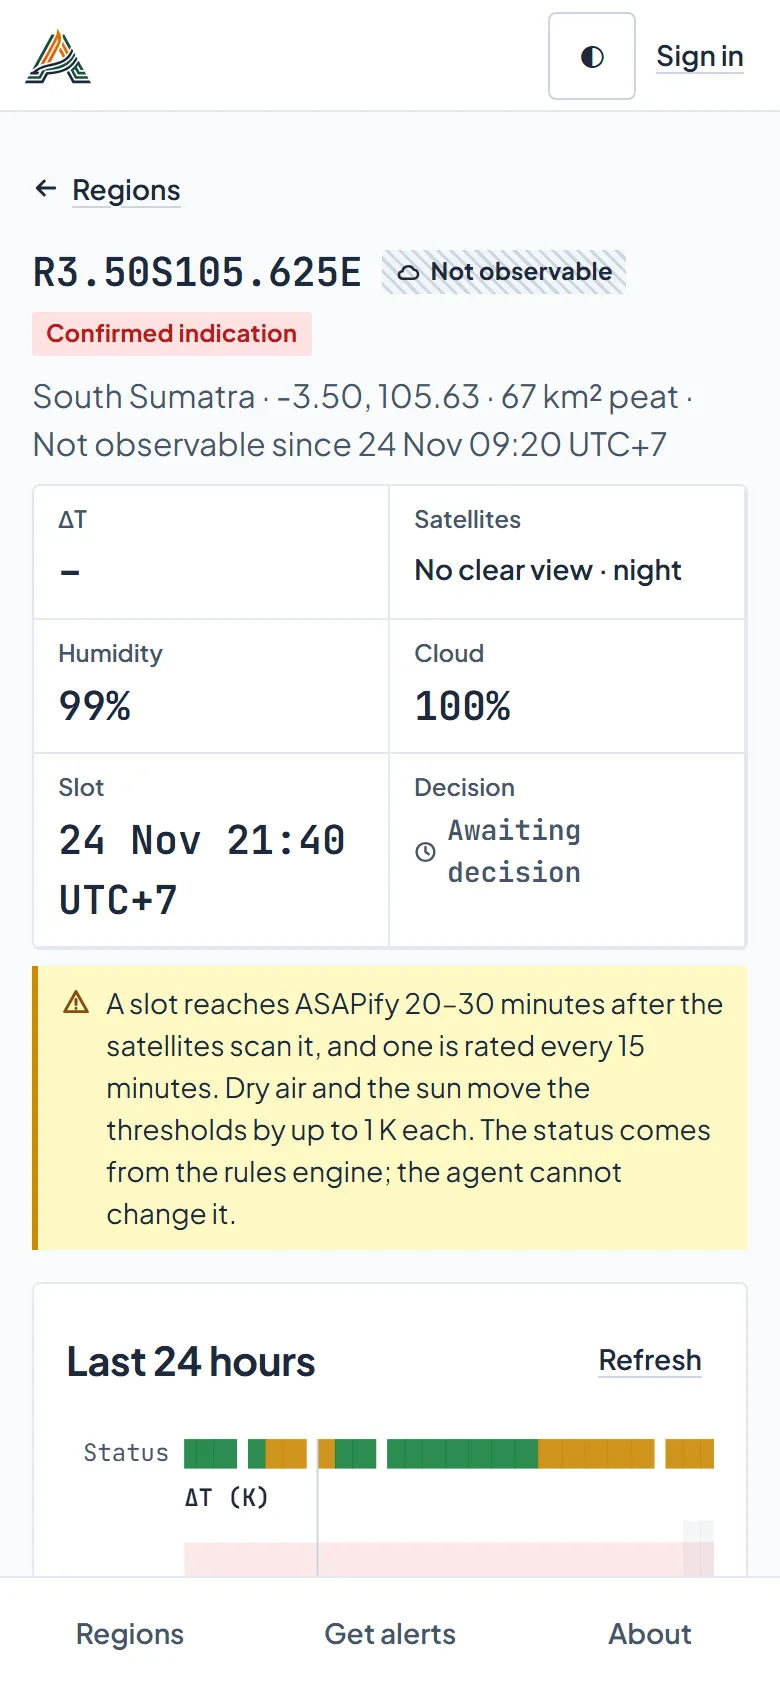 Sign in
Regions
R3.50S105.625E
Not observable
Confirmed indication
South Sumatra · -3.50, 105.63 · 67 km² peat ·
Not observable since 24 Nov 09:20 UTC+7
ΔT
Satellites
–
No clear view · night
Humidity
Cloud
99%
100%
Slot
Decision
24 Nov 21:40
UTC+7
Awaiting
decision
A slot reaches ASAPify 20–30 minutes after the
satellites scan it, and one is rated every 15
minutes. Dry air and the sun move the
thresholds by up to 1 K each. The status comes
from the rules engine; the agent cannot
change it.
Last 24 hours
Refresh
Status
ΔT (K)
Regions
Get alerts
About